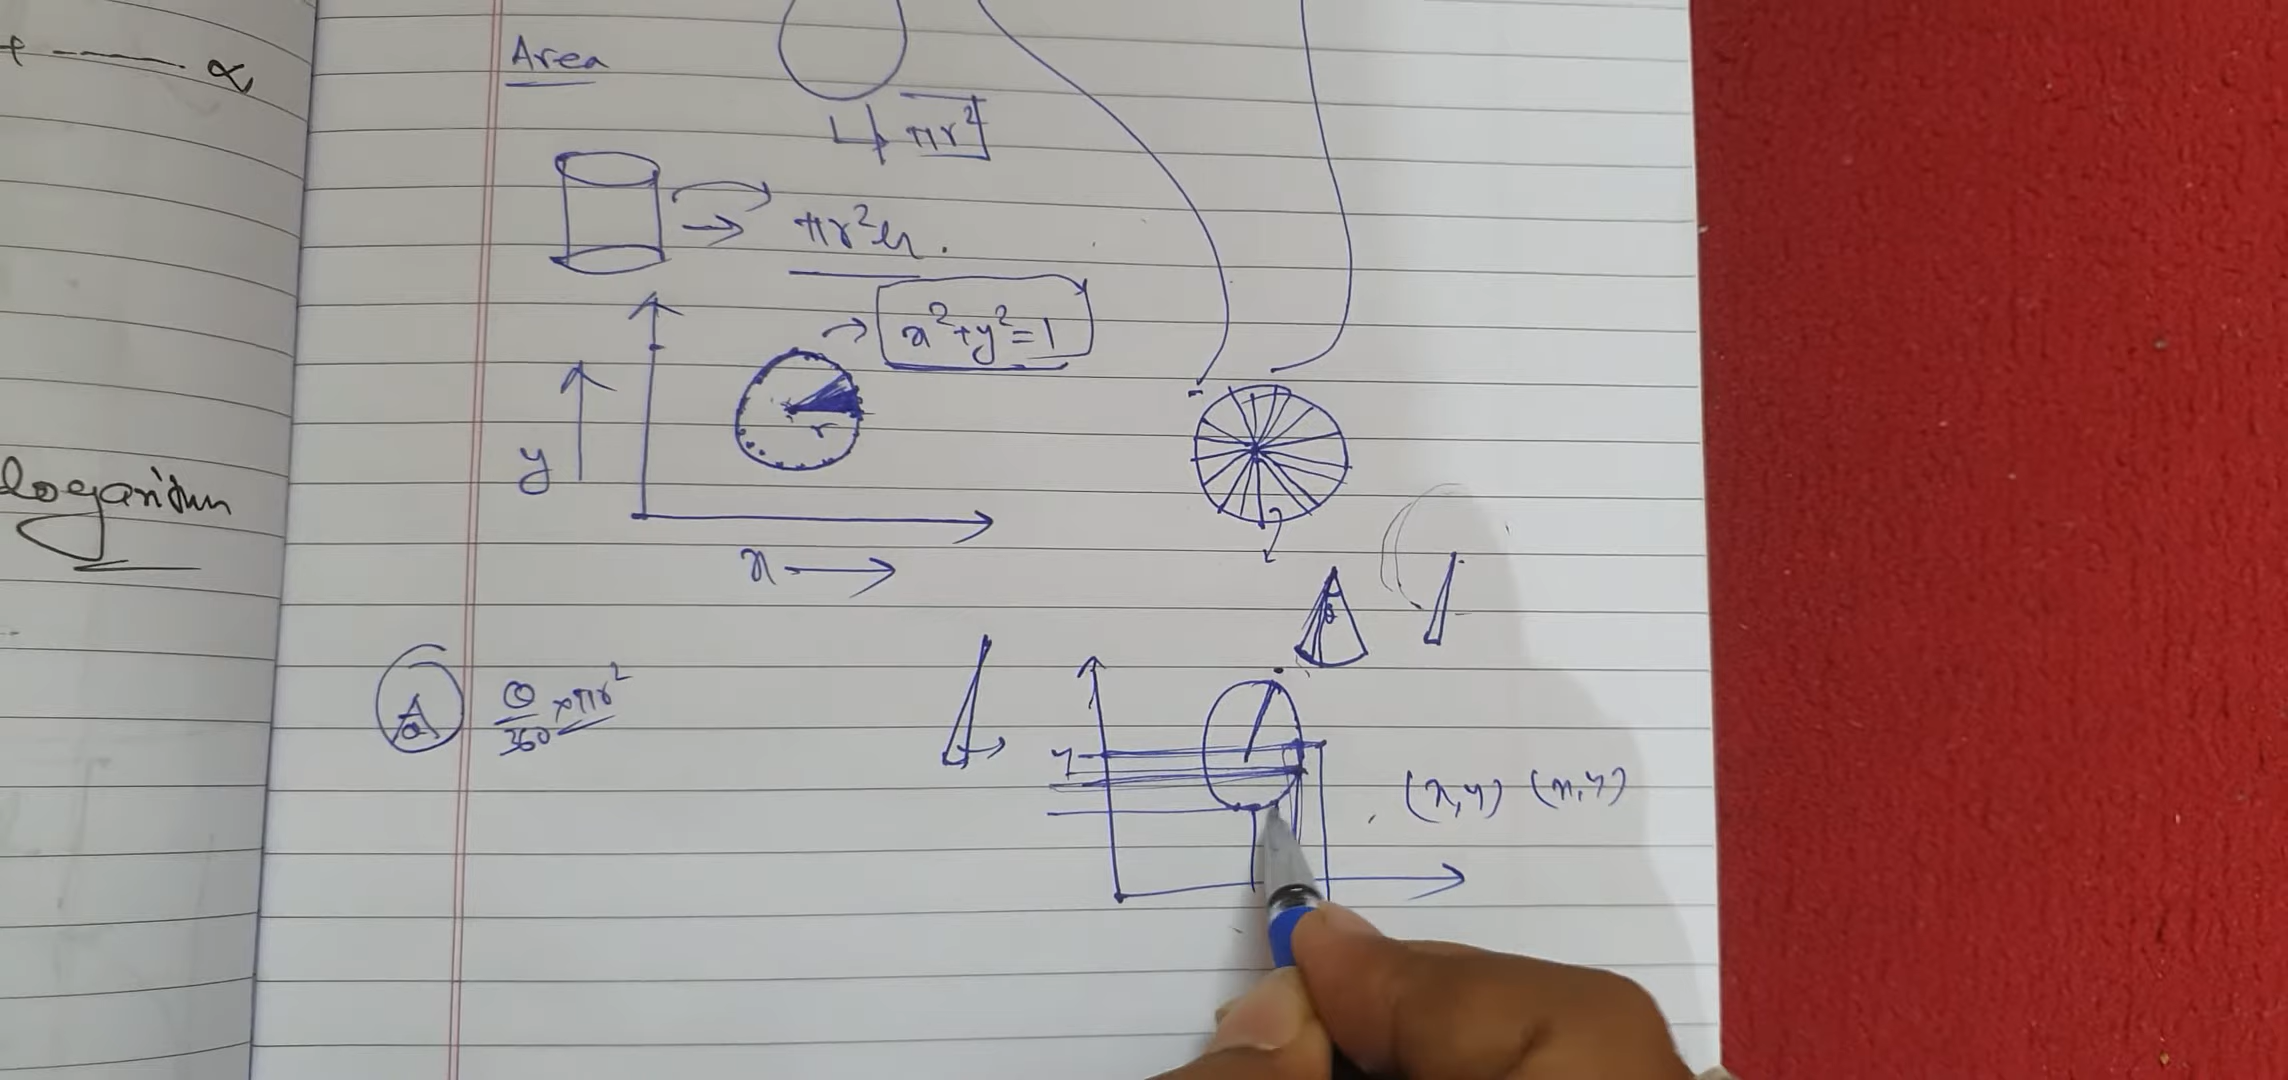 + ——— ∝
Area
πr²
πr²h.
x²+y²=1
r
y
x
logarithm
θ
A θ/360 ×πr²
y
(x,y) (x,y)